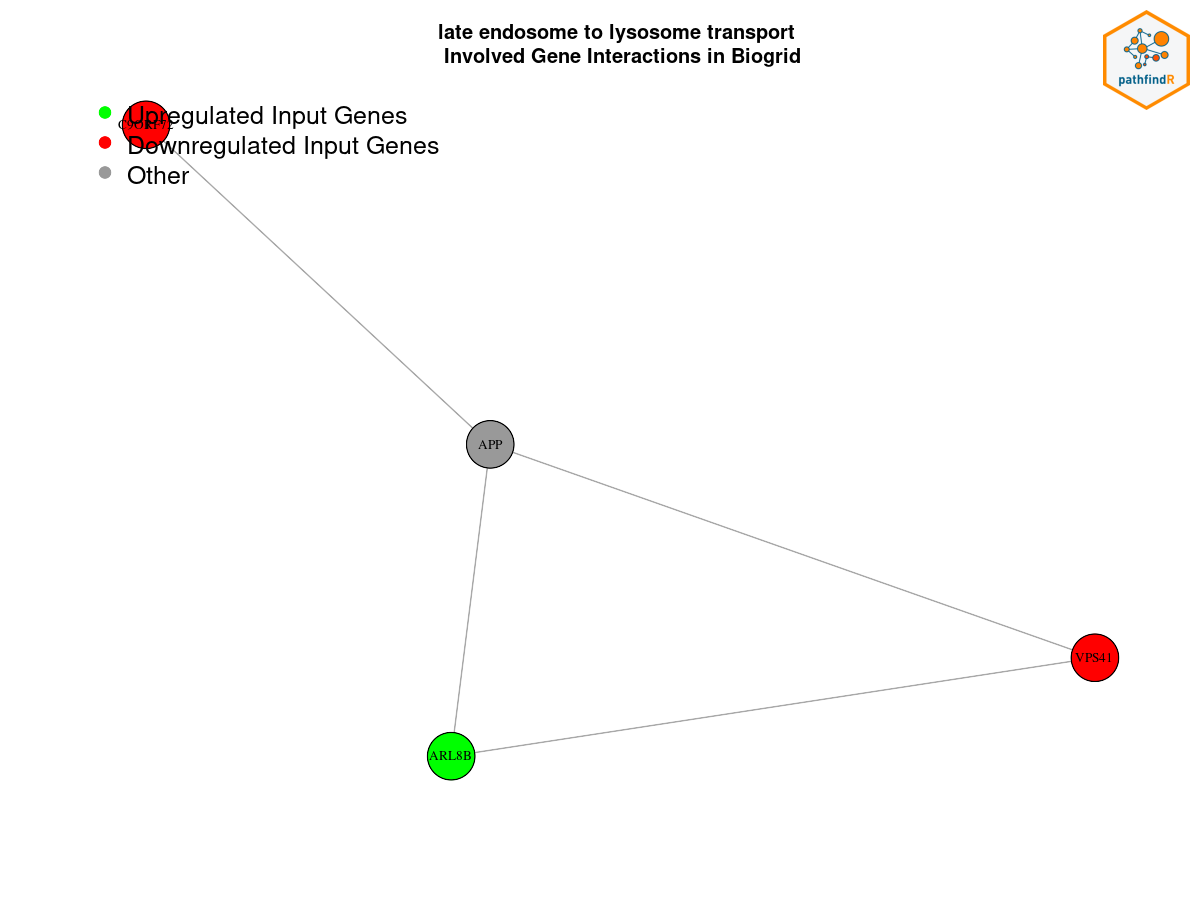 late endosome to lysosome transport
Involved Gene Interactions in Biogrid
pathfindR
Upregulated Input Genes
C9ORF72
Downregulated Input Genes
Other
APP
VPS41
ARL8B